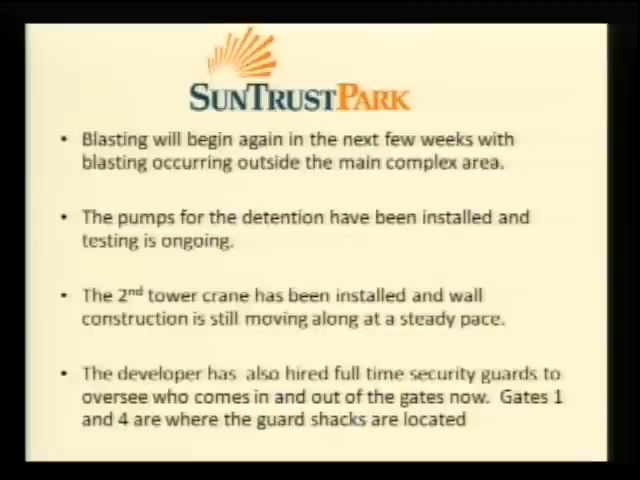 SUNTRUSTPARK
• Blasting will begin again in the next few weeks with
blasting occurring outside the main complex area.
• The pumps for the detention have been installed and
testing is ongoing.
• The 2nd tower crane has been installed and wall
construction is still moving along at a steady pace.
• The developer has also hired full time security guards to
oversee who comes in and out of the gates now. Gates 1
and 4 are where the guard shacks are located